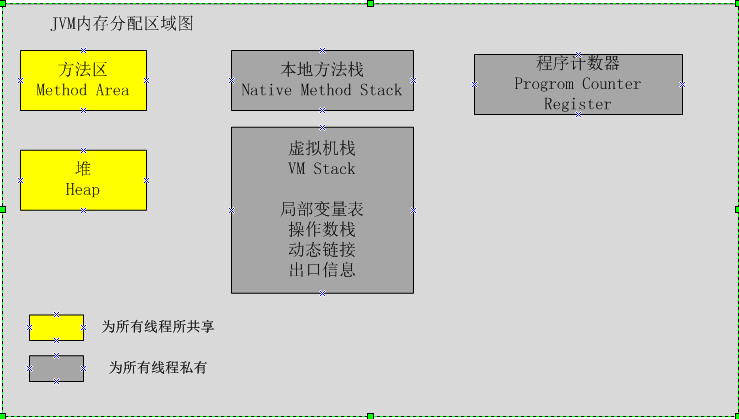 JVM内存分配区域图
方法区
Method Area
本地方法栈
Native Method Stack
程序计数器
Progrom Counter
Register
堆
Heap
虚拟机栈
VM Stack
局部变量表
操作数栈
动态链接
出口信息
为所有线程所共享
为所有线程私有